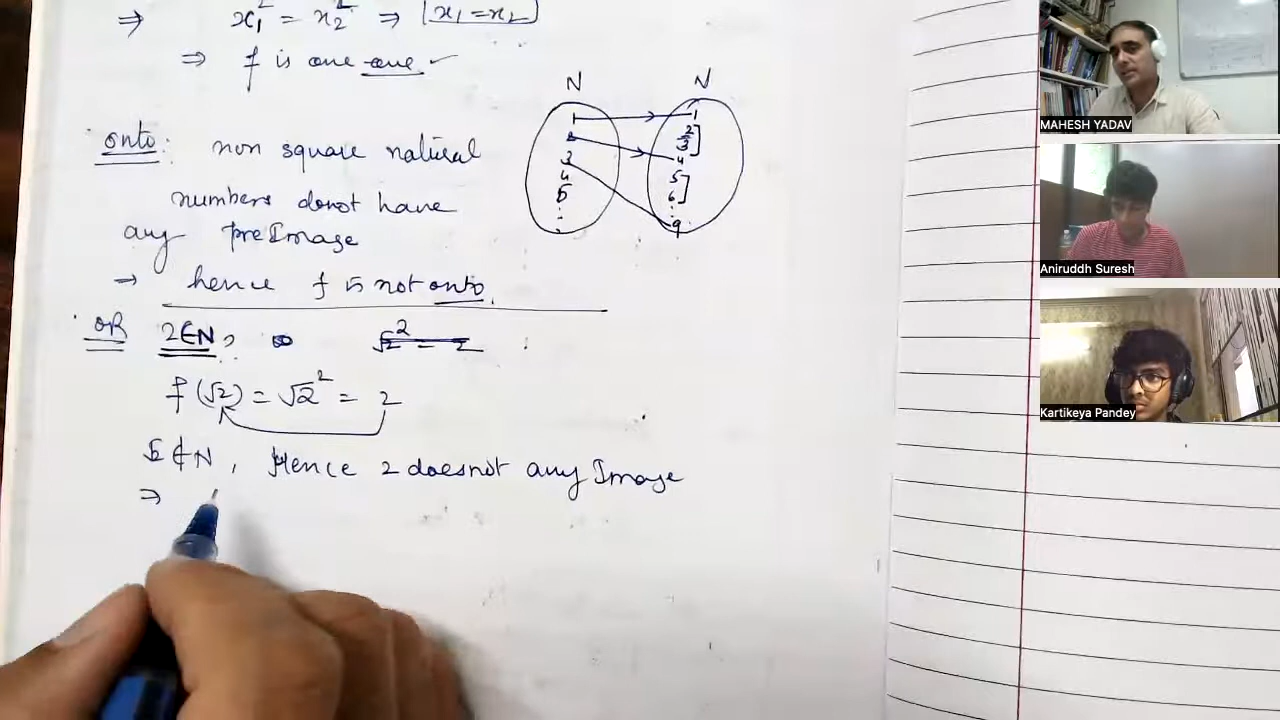 ⇒ x₁² = x₂² ⇒ x₁ = x₂
⇒ f is one one ✓
onto: non square natural
numbers donot have
any preImage
→ hence f is not onto.
N N
1 1
2 2
3 3
4 4
5 5
⋮ 6
⋮
9
OR 2∈N,
f(√2) = √2² = 2
√2 ∉ N, Hence 2 doesnot any Image
⇒
MAHESH YADAV
Aniruddh Suresh
Kartikeya Pandey